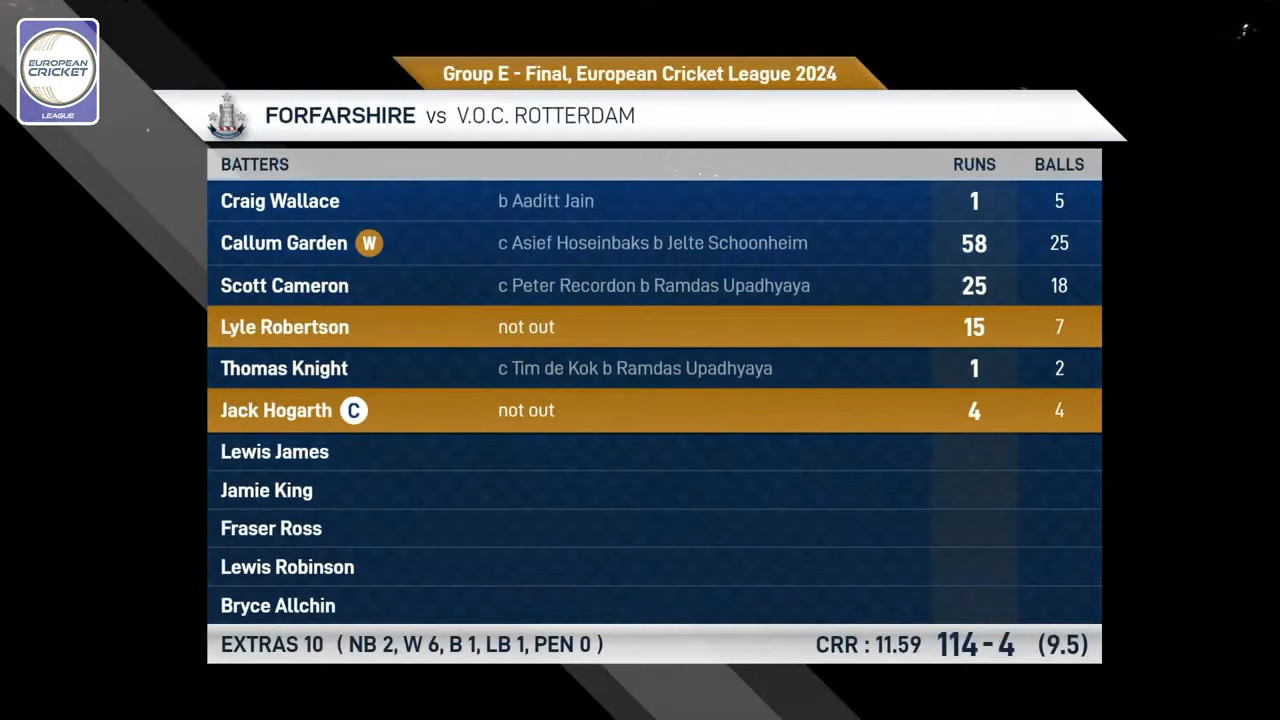 EUROPEAN
CRICKET
LEAGUE
Group E - Final, European Cricket League 2024
FORFARSHIRE vs V.O.C. ROTTERDAM
BATTERS RUNS BALLS
Craig Wallace b Aaditt Jain 1 5
Callum Garden W c Asief Hoseinbaks b Jelte Schoonheim 58 25
Scott Cameron c Peter Recordon b Ramdas Upadhyaya 25 18
Lyle Robertson not out 15 7
Thomas Knight c Tim de Kok b Ramdas Upadhyaya 1 2
Jack Hogarth C not out 4 4
Lewis James
Jamie King
Fraser Ross
Lewis Robinson
Bryce Allchin
EXTRAS 10 ( NB 2, W 6, B 1, LB 1, PEN 0 ) CRR : 11.59 114 - 4 (9.5)